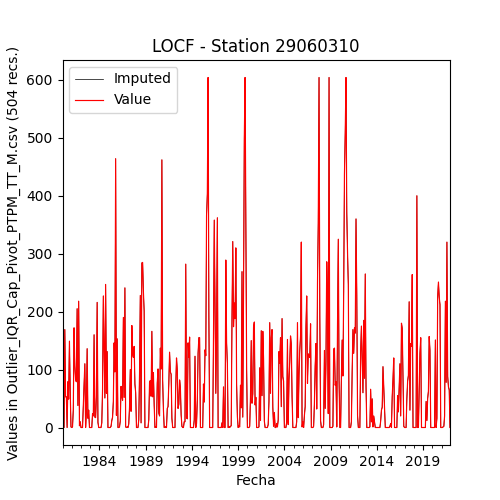 LOCF - Station 29060310
Imputed
Value
600
500
400
300
200
100
0
Values in Outlier_IQR_Cap_Pivot_PTPM_TT_M.csv (504 recs.)
1984 1989 1994 1999 2004 2009 2014 2019
Fecha